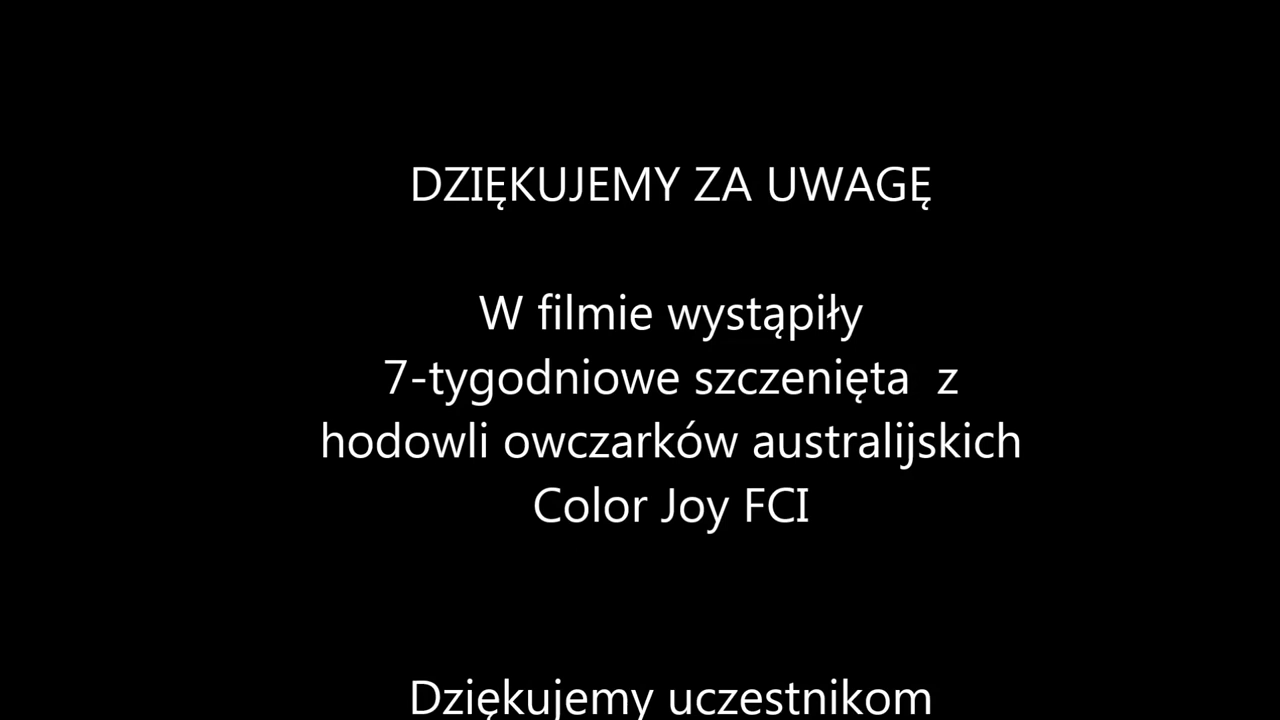 DZIĘKUJEMY ZA UWAGĘ
W filmie wystąpiły
7-tygodniowe szczenięta z
hodowli owczarków australijskich
Color Joy FCI
Dziękujemy uczestnikom